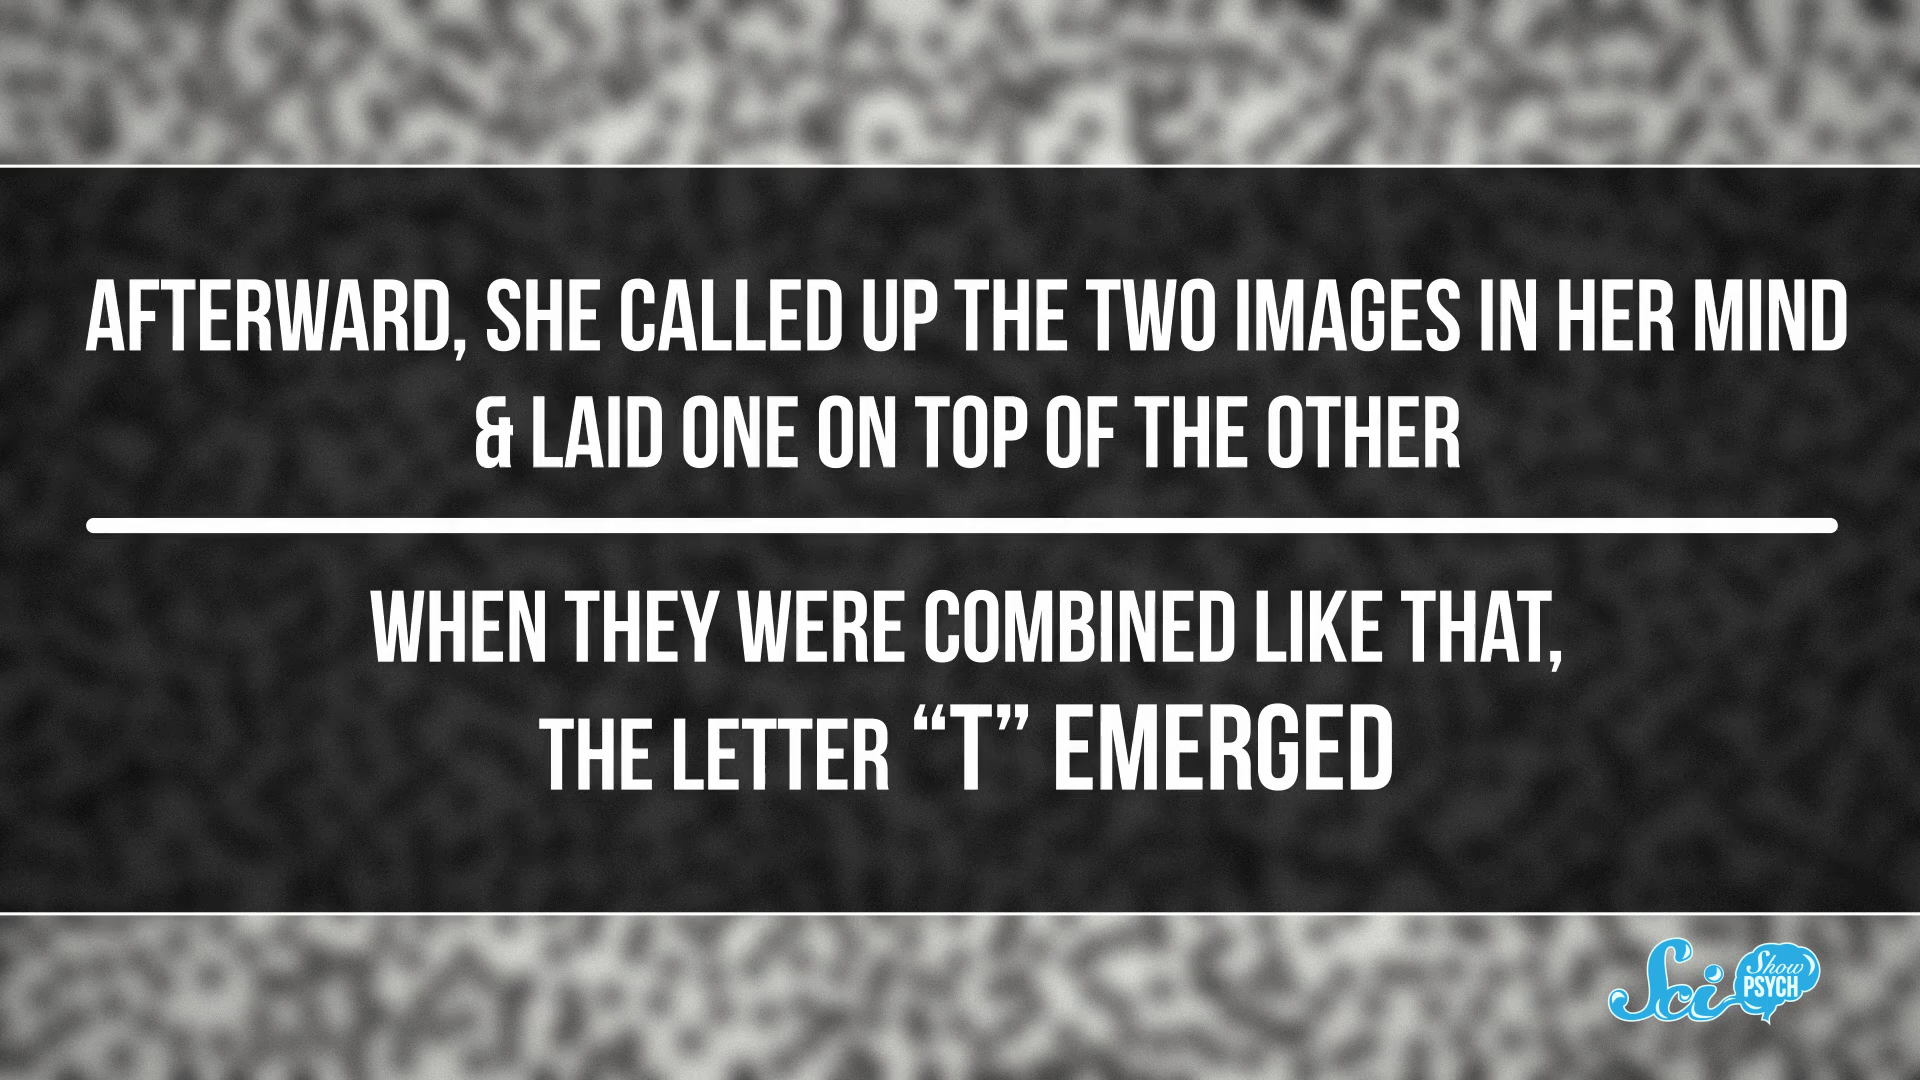 AFTERWARD, SHE CALLED UP THE TWO IMAGES IN HER MIND
& LAID ONE ON TOP OF THE OTHER
WHEN THEY WERE COMBINED LIKE THAT,
THE LETTER “T” EMERGED
Sci Show
PSYCH